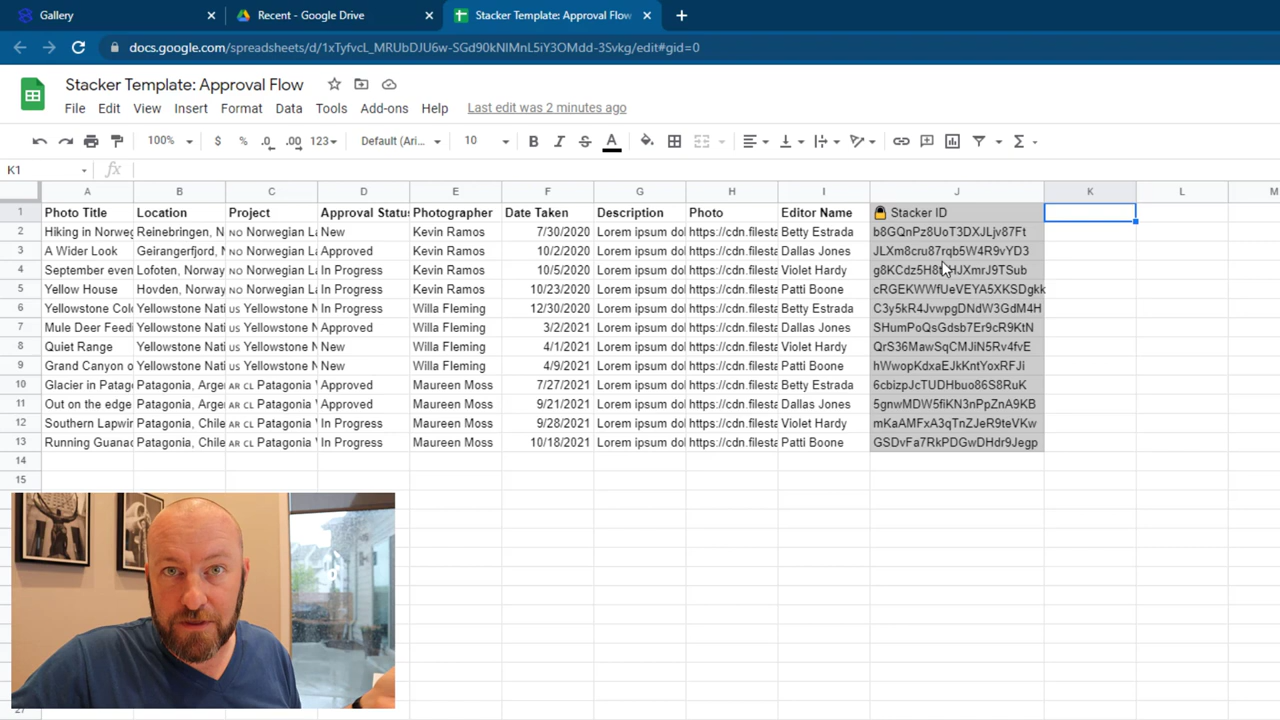 Gallery × Recent - Google Drive × Stacker Template: Approval Flow × +
docs.google.com/spreadsheets/d/1xTyfvcL_MRUbDJU6w-SGd90kNIMnL5iY3OMdd-3Svkg/edit#gid=0
Stacker Template: Approval Flow
File Edit View Insert Format Data Tools Add-ons Help Last edit was 2 minutes ago
100% $ % .0 .00 123 Default (Ari... 10 B I S A
K1 fx
A B C D E F G H I J K L M
1 Photo Title Location Project Approval Status Photographer Date Taken Description Photo Editor Name Stacker ID
2 Hiking in Norweg Reinebringen, N NO Norwegian La New Kevin Ramos 7/30/2020 Lorem ipsum dol https://cdn.filesta Betty Estrada b8GQnPz8UoT3DXJLjv87Ft
3 A Wider Look Geirangerfjord, NO Norwegian La Approved Kevin Ramos 10/2/2020 Lorem ipsum dol https://cdn.filesta Dallas Jones JLXm8cru87rqb5W4R9vYD3
4 September even Lofoten, Norway NO Norwegian La In Progress Kevin Ramos 10/5/2020 Lorem ipsum dol https://cdn.filesta Violet Hardy
5 Yellow House Hovden, Norway NO Norwegian La In Progress Kevin Ramos 10/23/2020 Lorem ipsum dol https://cdn.filesta Patti Boone cRGEKWWfUeVEYA5XKSDgkk
6 Yellowstone Colo Yellowstone Nati us Yellowstone N In Progress Willa Fleming 12/30/2020 Lorem ipsum dol https://cdn.filesta Betty Estrada C3y5kR4JvwpgDNdW3GdM4H
7 Mule Deer Feedi Yellowstone Nati us Yellowstone N Approved Willa Fleming 3/2/2021 Lorem ipsum dol https://cdn.filesta Dallas Jones SHumPoQsGdsb7Er9cR9KtN
8 Quiet Range Yellowstone Nati us Yellowstone N New Willa Fleming 4/1/2021 Lorem ipsum dol https://cdn.filesta Violet Hardy QrS36MawSqCMJiN5Rv4fvE
9 Grand Canyon o Yellowstone Nati us Yellowstone N New Willa Fleming 4/9/2021 Lorem ipsum dol https://cdn.filesta Patti Boone hWwopKdxaEJkKntYoxRFJi
10 Glacier in Patag Patagonia, Arge AR CL Patagonia In Progress Maureen Moss 7/27/2021 Lorem ipsum dol https://cdn.filesta Betty Estrada 6cbizpJcTUDHbuo86S8RuK
11 Out on the edge Patagonia, Arge AR CL Patagonia Approved Maureen Moss 9/21/2021 Lorem ipsum dol https://cdn.filesta Dallas Jones 5gnwMDW5fiKN3nPpZnA9KB
12 Southern Lapwin Patagonia, Chile AR CL Patagonia In Progress Maureen Moss 9/28/2021 Lorem ipsum dol https://cdn.filesta Violet Hardy mKaAMFxA3qTnZJeR9teVKw
13 Running Guanac Patagonia, Chile AR CL Patagonia In Progress Maureen Moss 10/18/2021 Lorem ipsum dol https://cdn.filesta Patti Boone GSDvFa7RkPDGwDHdr9Jegp
14
15